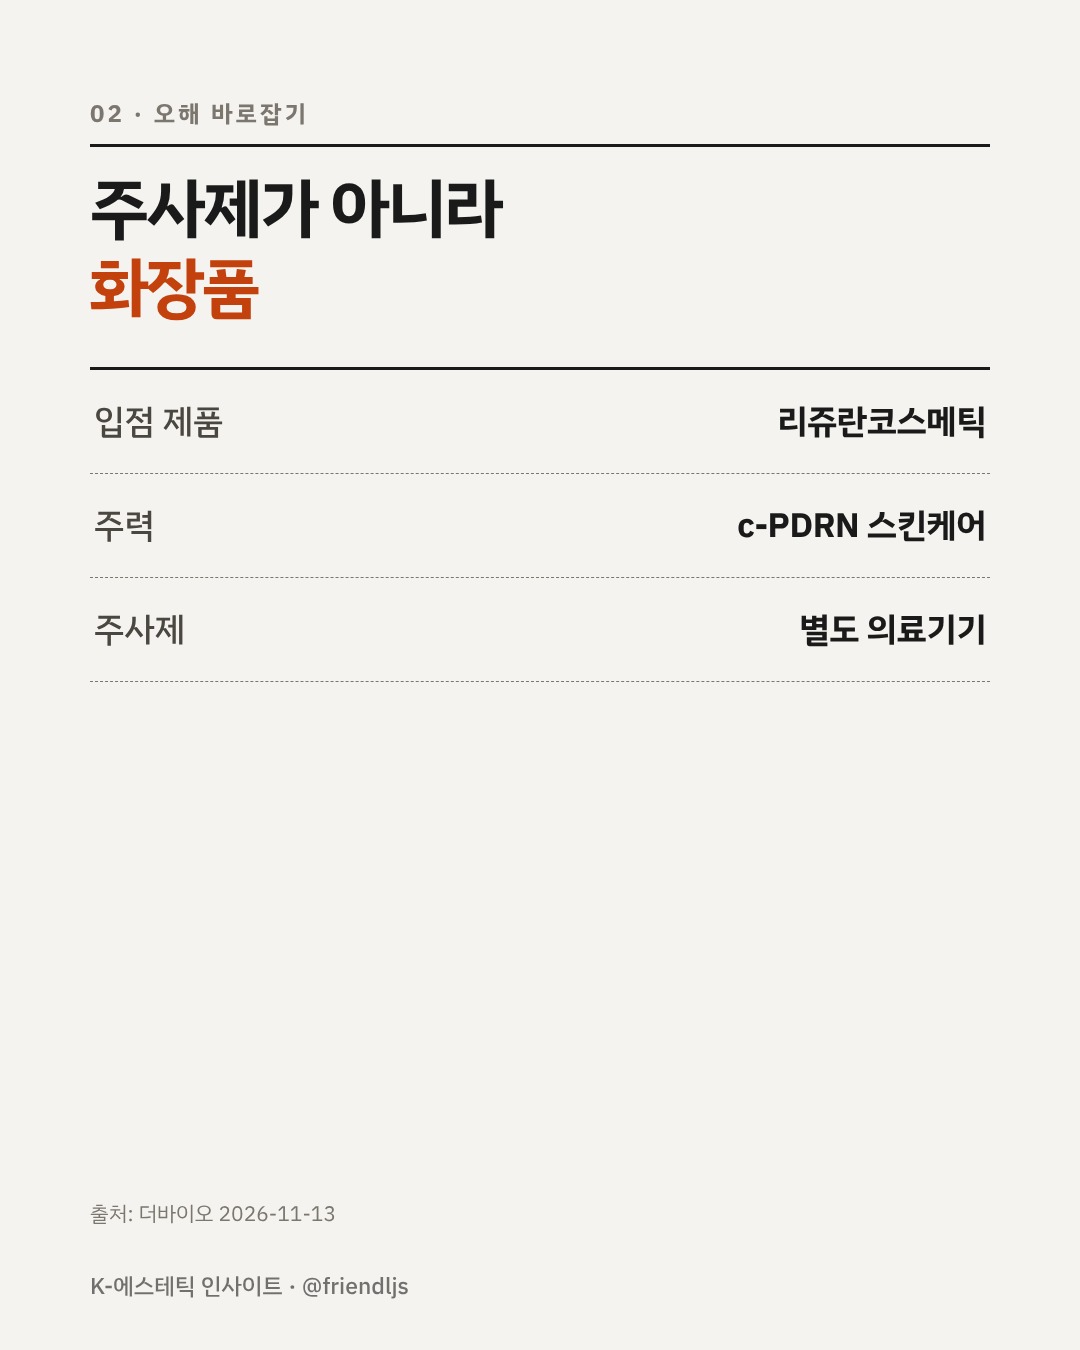 02 · 오해 바로잡기
주사제가 아니라
화장품
입점 제품 리쥬란코스메틱
주력 c-PDRN 스킨케어
주사제 별도 의료기기
출처: 더바이오 2026-11-13
K-에스테틱 인사이트 · @friendljs